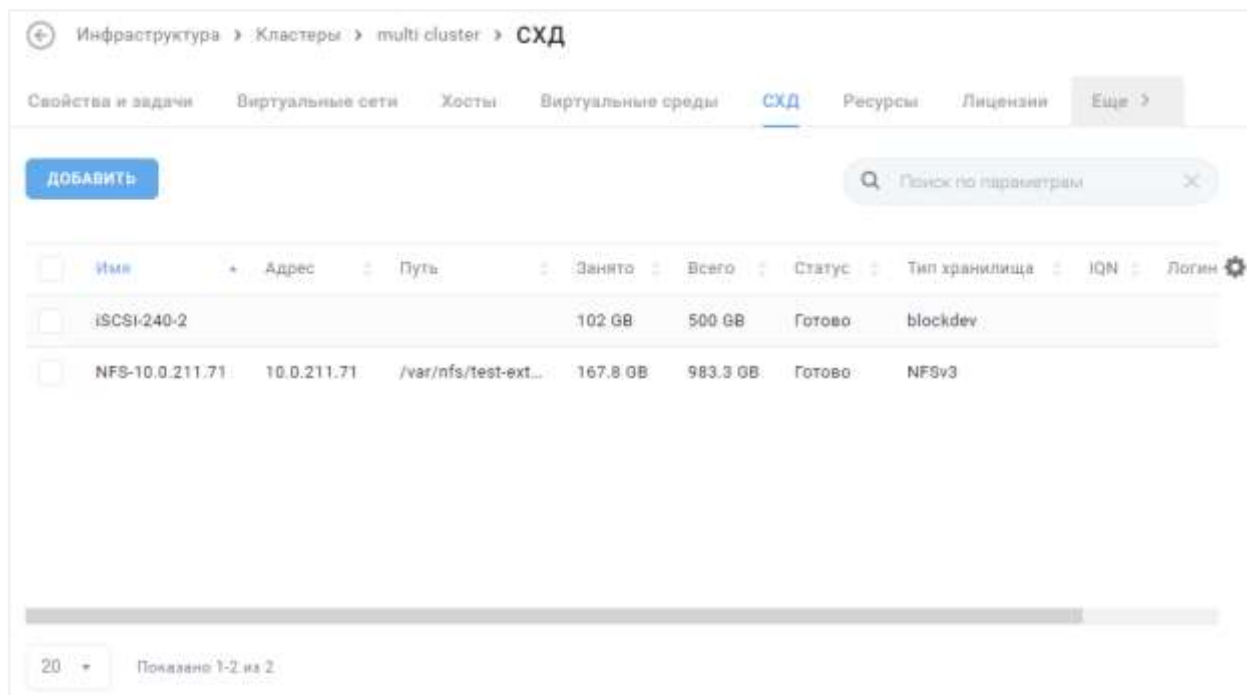 Инфраструктура > Кластеры > multi cluster > СХД
Свойства и задачи Виртуальные сети Хосты Виртуальные среды СХД Ресурсы Лицензии Еще >
ДОБАВИТЬ Поиск по параметрам
Имя Адрес Путь Занято Всего Статус Тип хранилища IQN Логин
iSCSI-240-2 102 GB 500 GB Готово blockdev
NFS-10.0.211.71 10.0.211.71 /var/nfs/test-ext... 167.8 GB 983.3 GB Готово NFSv3
20 Показано 1-2 из 2